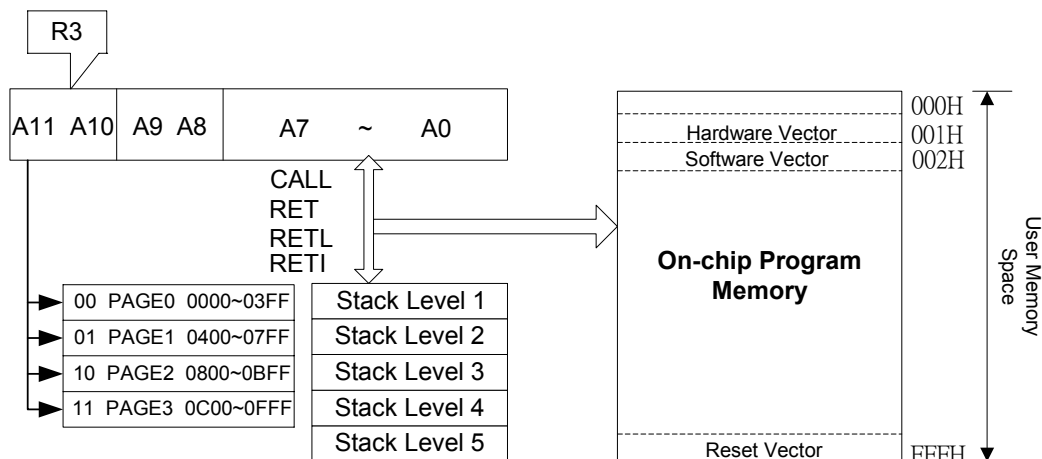 R3
A11 A10 A9 A8 A7 ~ A0
CALL
RET
RETL
RETI
00 PAGE0 0000~03FF
01 PAGE1 0400~07FF
10 PAGE2 0800~0BFF
11 PAGE3 0C00~0FFF
Stack Level 1
Stack Level 2
Stack Level 3
Stack Level 4
Stack Level 5
000H
Hardware Vector 001H
Software Vector 002H
On-chip Program
Memory
Reset Vector FFFH
User Memory
Space